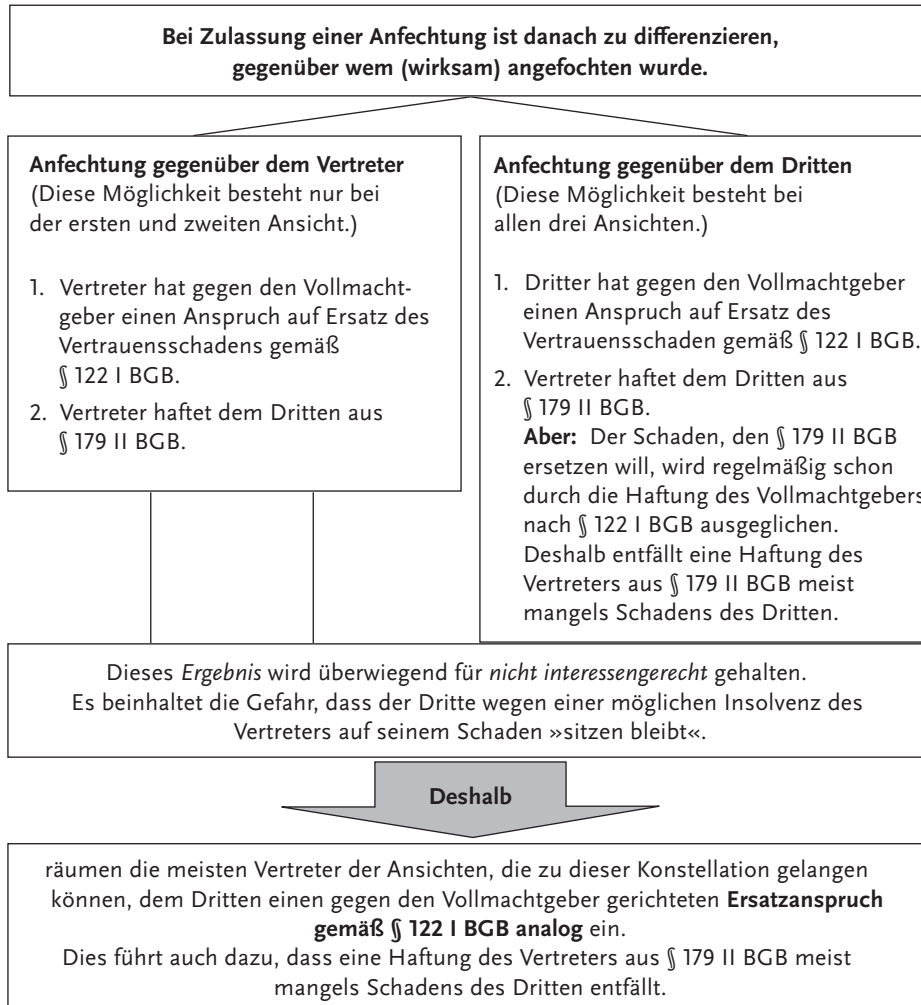 Bei Zulassung einer Anfechtung ist danach zu differenzieren,
gegenüber wem (wirksam) angefochten wurde.
Anfechtung gegenüber dem Vertreter
(Diese Möglichkeit besteht nur bei
der ersten und zweiten Ansicht.)
1. Vertreter hat gegen den Vollmacht-
geber einen Anspruch auf Ersatz des
Vertrauensschadens gemäß
§ 122 I BGB.
2. Vertreter haftet dem Dritten aus
§ 179 II BGB.
Anfechtung gegenüber dem Dritten
(Diese Möglichkeit besteht bei
allen drei Ansichten.)
1. Dritter hat gegen den Vollmachtgeber
einen Anspruch auf Ersatz des
Vertrauensschaden gemäß § 122 I BGB.
2. Vertreter haftet dem Dritten aus
§ 179 II BGB.
Aber: Der Schaden, den § 179 II BGB
ersetzen will, wird regelmäßig schon
durch die Haftung des Vollmachtgebers
nach § 122 I BGB ausgeglichen.
Deshalb entfällt eine Haftung des
Vertreters aus § 179 II BGB meist
mangels Schadens des Dritten.
Dieses Ergebnis wird überwiegend für nicht interessengerecht gehalten.
Es beinhaltet die Gefahr, dass der Dritte wegen einer möglichen Insolvenz des
Vertreters auf seinem Schaden »sitzen bleibt«.
Deshalb
räumen die meisten Vertreter der Ansichten, die zu dieser Konstellation gelangen
können, dem Dritten einen gegen den Vollmachtgeber gerichteten Ersatzanspruch
gemäß § 122 I BGB analog ein.
Dies führt auch dazu, dass eine Haftung des Vertreters aus § 179 II BGB meist
mangels Schadens des Dritten entfällt.